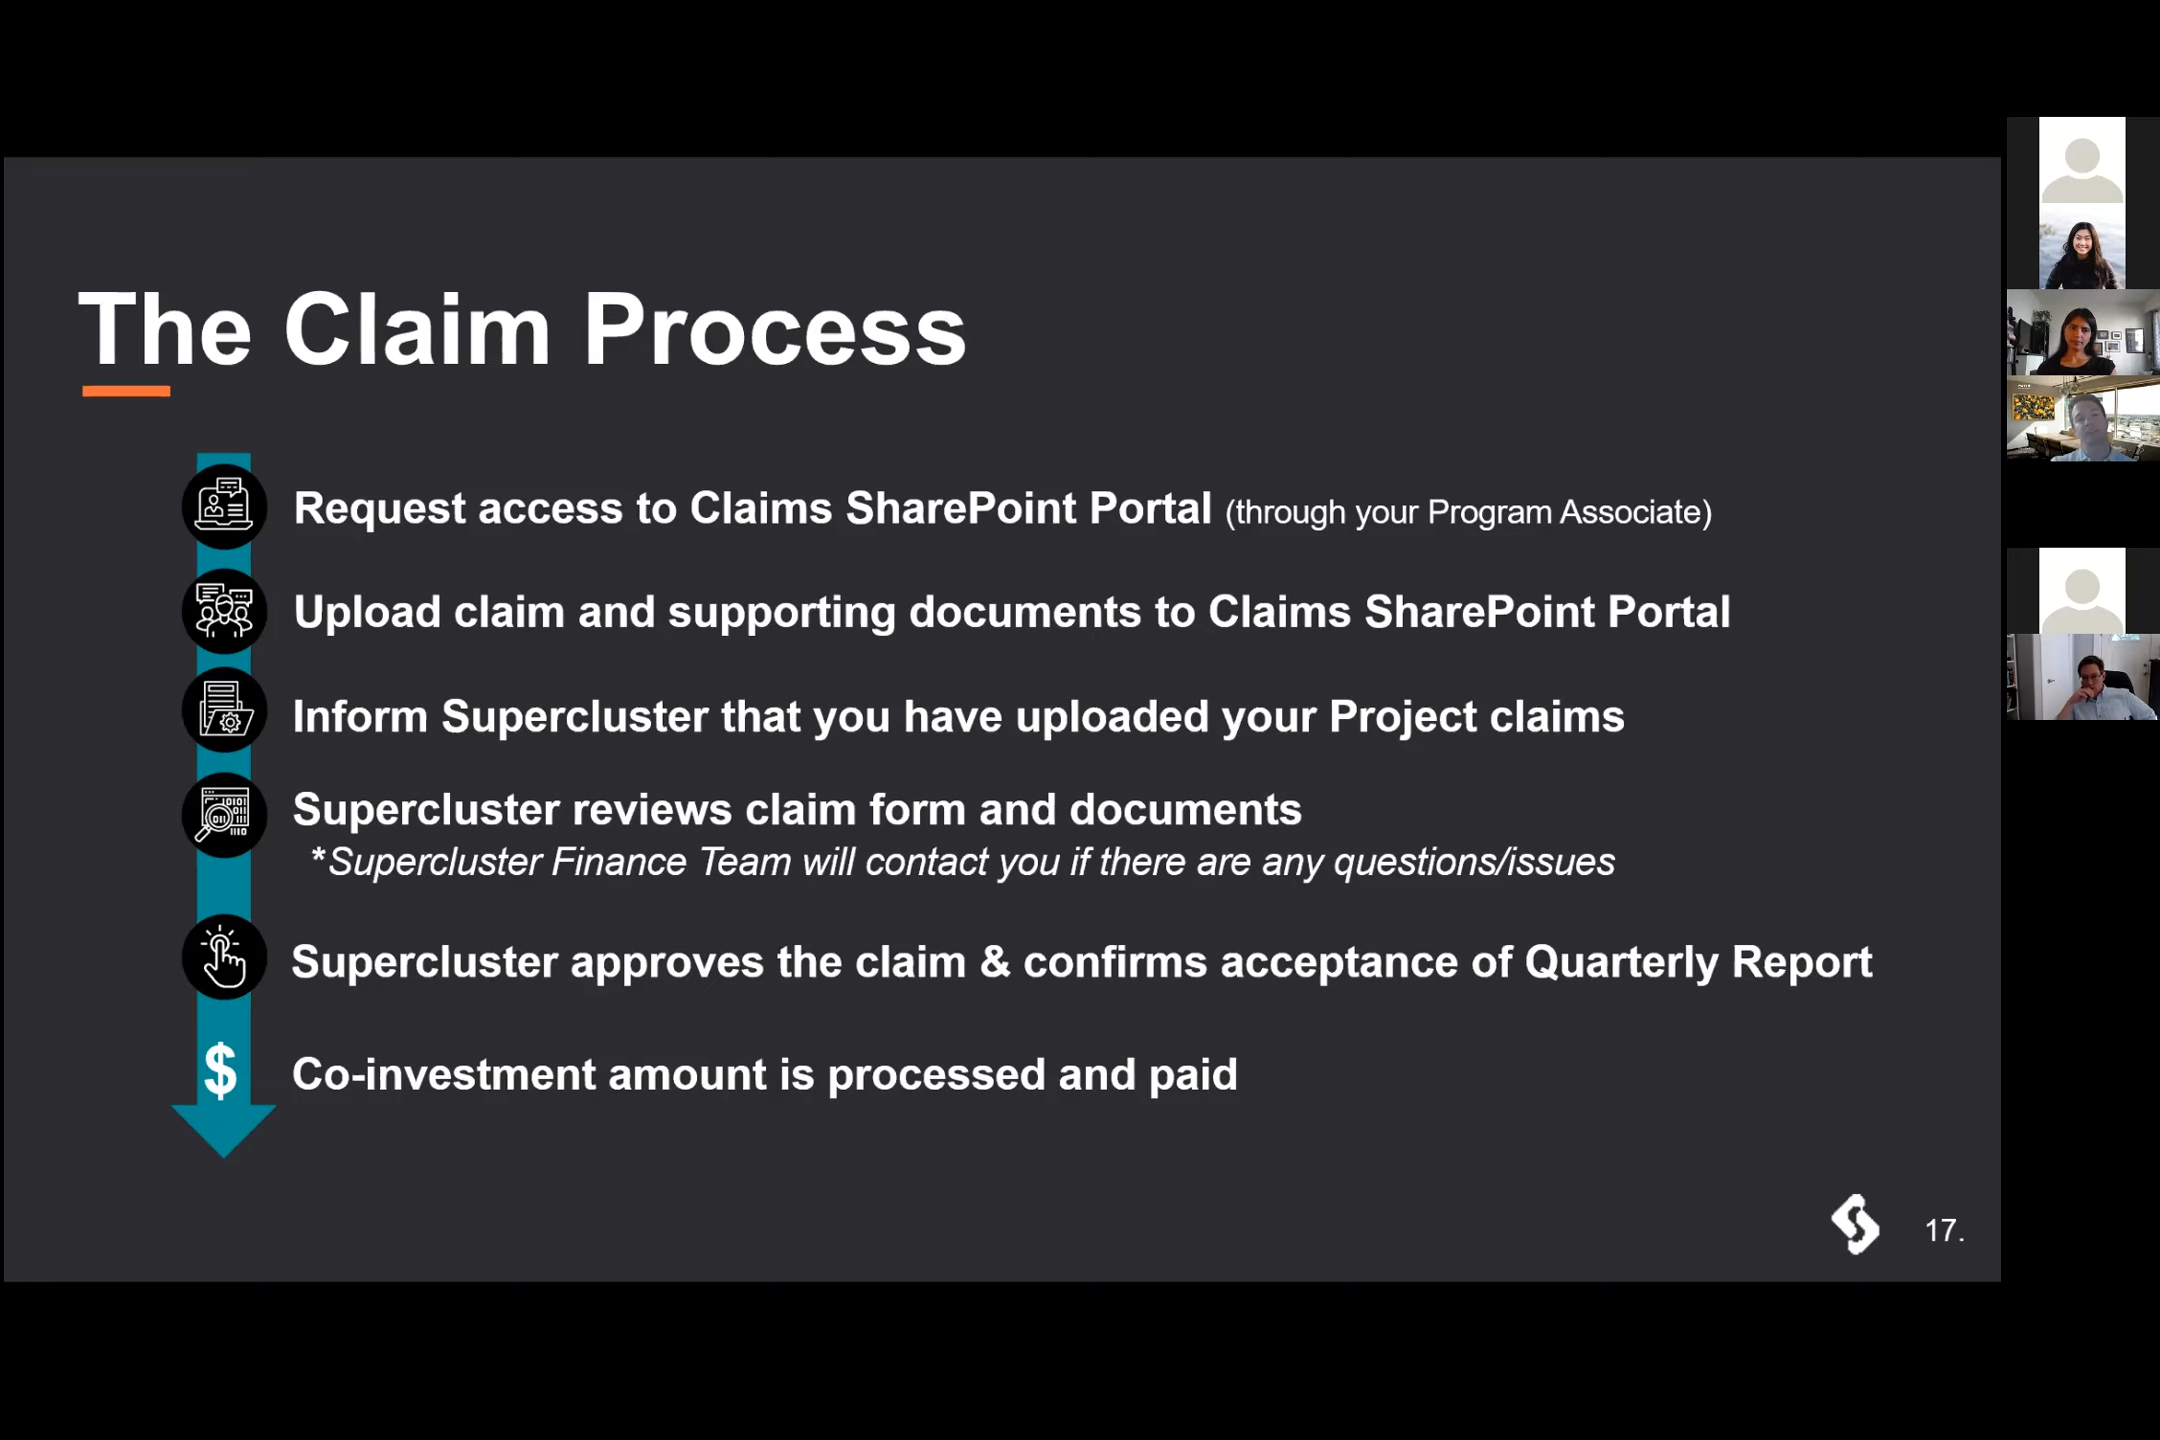 The Claim Process
Request access to Claims SharePoint Portal (through your Program Associate)
Upload claim and supporting documents to Claims SharePoint Portal
Inform Supercluster that you have uploaded your Project claims
Supercluster reviews claim form and documents
*Supercluster Finance Team will contact you if there are any questions/issues
Supercluster approves the claim & confirms acceptance of Quarterly Report
$ Co-investment amount is processed and paid
17.